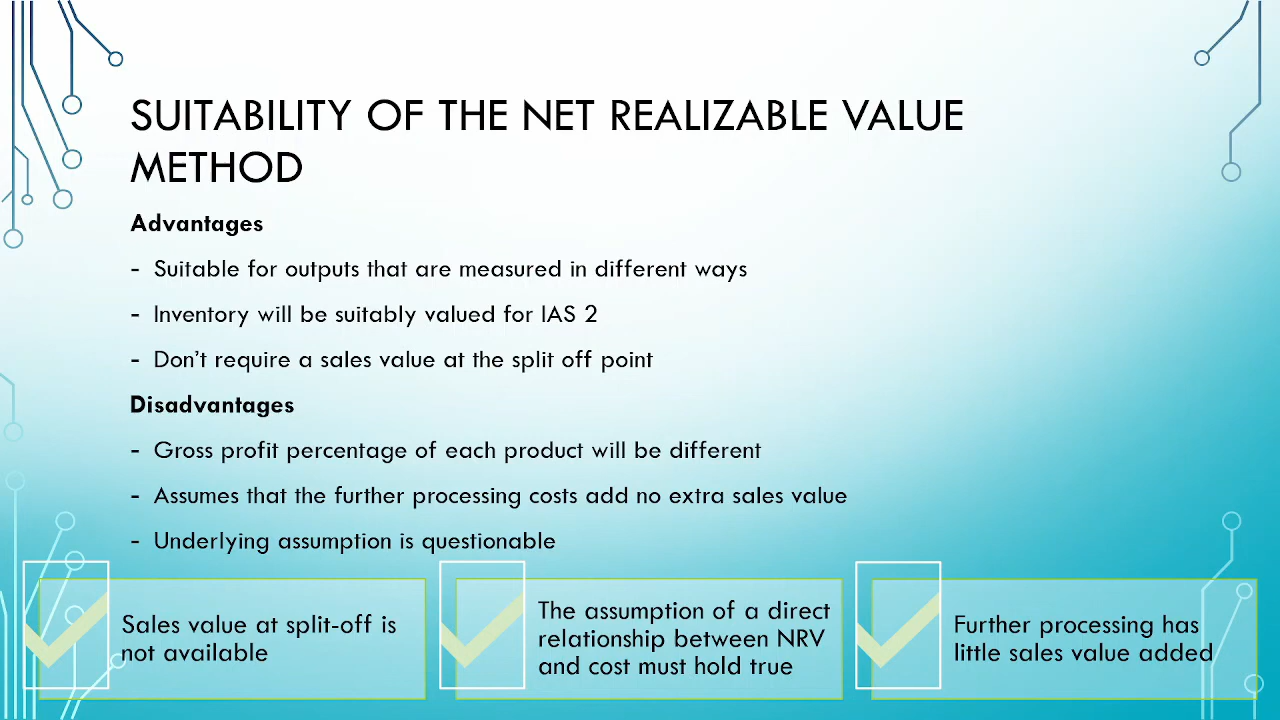 SUITABILITY OF THE NET REALIZABLE VALUE
METHOD
Advantages
- Suitable for outputs that are measured in different ways
- Inventory will be suitably valued for IAS 2
- Don't require a sales value at the split off point
Disadvantages
- Gross profit percentage of each product will be different
- Assumes that the further processing costs add no extra sales value
- Underlying assumption is questionable
Sales value at split-off is
not available
The assumption of a direct
relationship between NRV
and cost must hold true
Further processing has
little sales value added